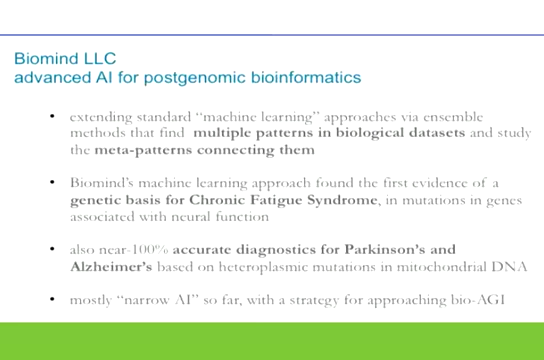 Biomind LLC
advanced AI for postgenomic bioinformatics
• extending standard “machine learning” approaches via ensemble
methods that find multiple patterns in biological datasets and study
the meta-patterns connecting them
• Biomind’s machine learning approach found the first evidence of a
genetic basis for Chronic Fatigue Syndrome, in mutations in genes
associated with neural function
• also near-100% accurate diagnostics for Parkinson’s and
Alzheimer’s based on heteroplasmic mutations in mitochondrial DNA
• mostly “narrow AI” so far, with a strategy for approaching bio-AGI